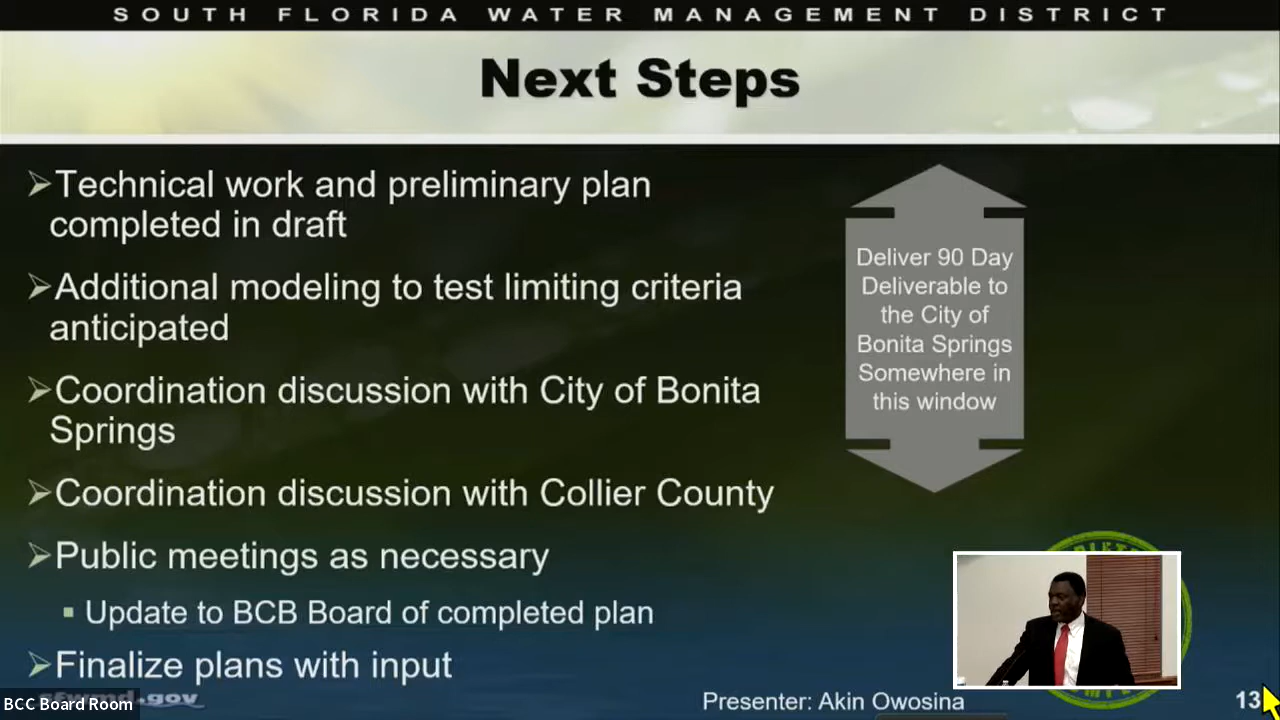 SOUTH FLORIDA WATER MANAGEMENT DISTRICT
Next Steps
➢Technical work and preliminary plan
completed in draft
➢Additional modeling to test limiting criteria
anticipated
➢Coordination discussion with City of Bonita
Springs
➢Coordination discussion with Collier County
➢Public meetings as necessary
▪ Update to BCB Board of completed plan
➢Finalize plans with input
Deliver 90 Day
Deliverable to
the City of
Bonita Springs
Somewhere in
this window
sfwmd.gov
BCC Board Room
Presenter: Akin Owosina
13